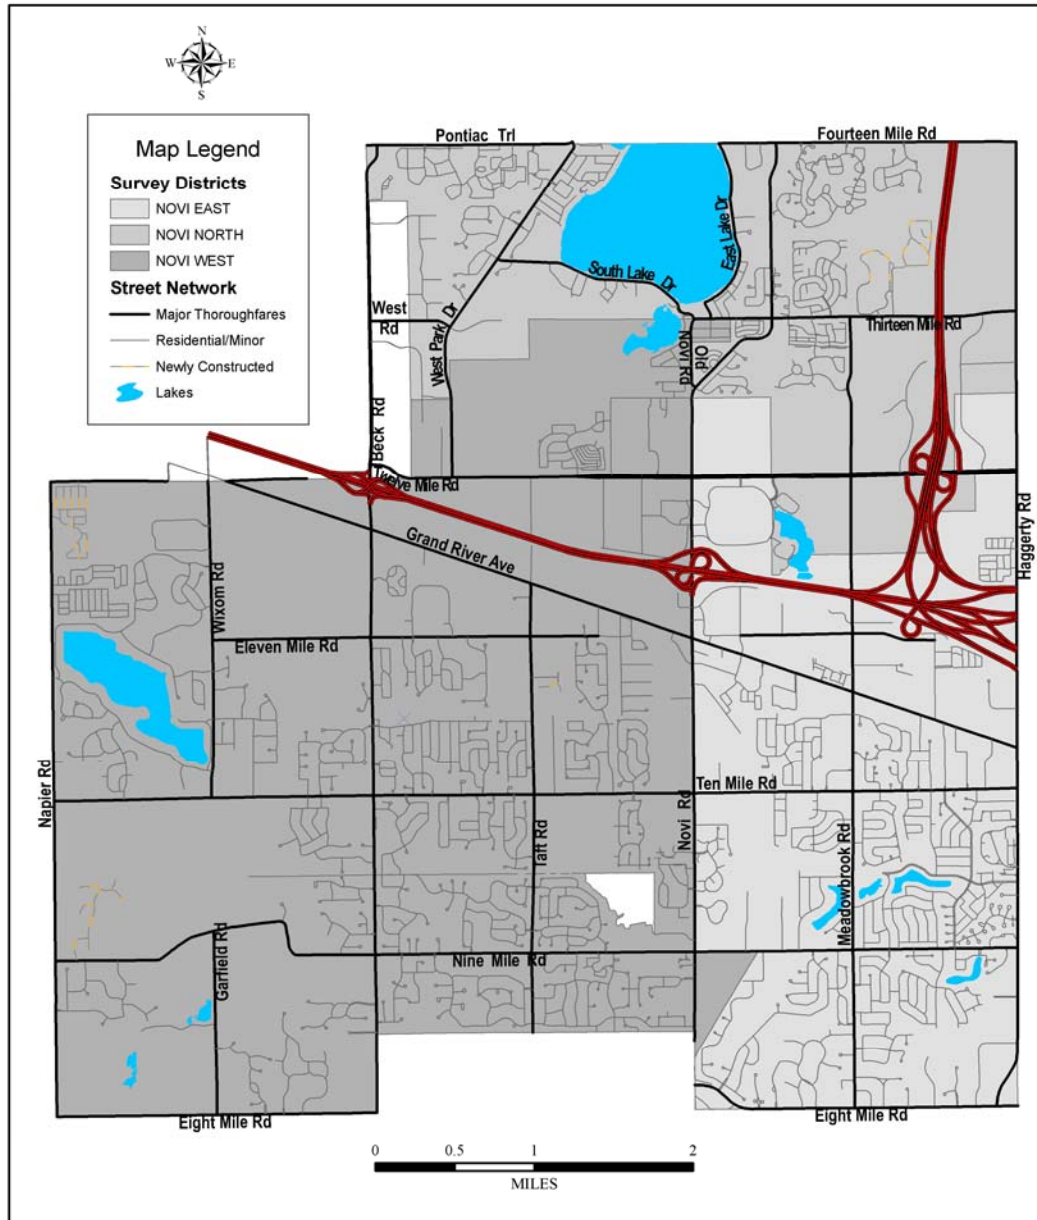 N
W E
S
Map Legend
Survey Districts
NOVI EAST
NOVI NORTH
NOVI WEST
Street Network
Major Thoroughfares
Residential/Minor
Newly Constructed
Lakes
Pontiac Trl
Fourteen Mile Rd
East Lake Dr
South Lake Dr
West
Rd
West Park Dr
Thirteen Mile Rd
Old
Novi Rd
Beck Rd
Twelve Mile Rd
Grand River Ave
Haggerty Rd
Wixom Rd
Eleven Mile Rd
Napier Rd
Ten Mile Rd
Novi Rd
Taft Rd
Meadowbrook Rd
Garfield Rd
Nine Mile Rd
Eight Mile Rd
Eight Mile Rd
0 0.5 1 2
MILES